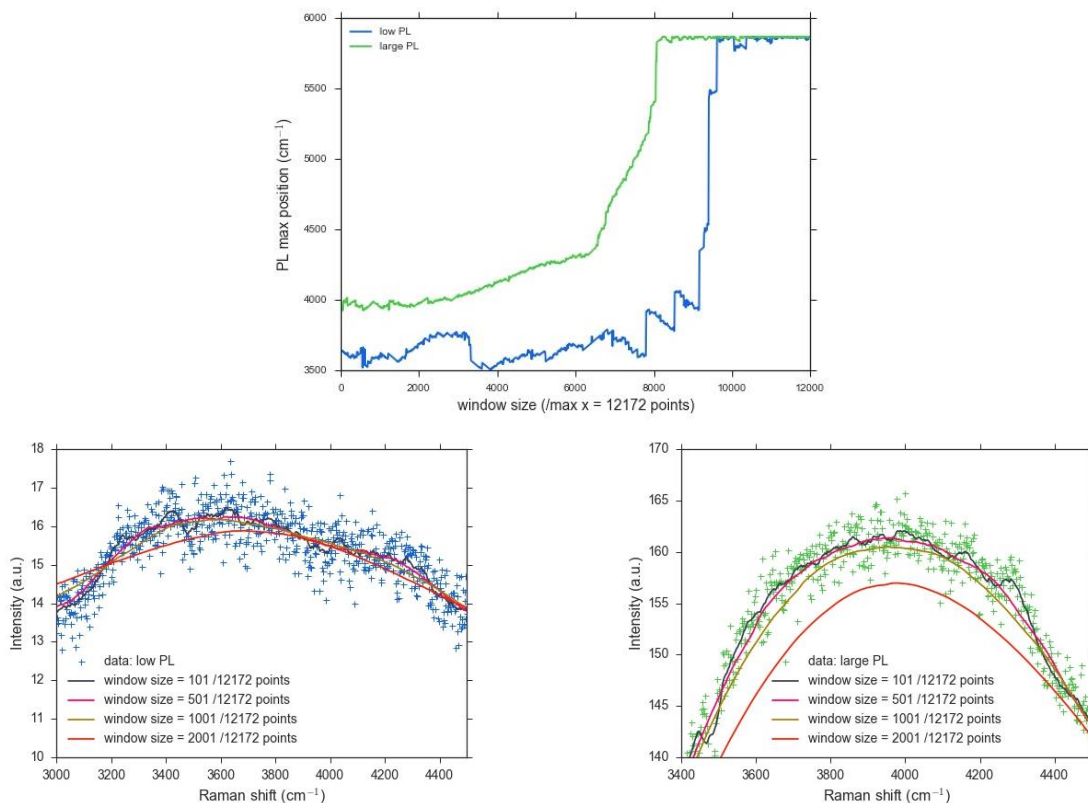 6000
5500
5000
4500
4000
3500
PL max position (cm⁻¹)
low PL
large PL
0 2000 4000 6000 8000 10000 12000
window size (/max x = 12172 points)
18
17
16
15
14
13
12
11
10
Intensity (a.u.)
data: low PL
window size = 101 /12172 points
window size = 501 /12172 points
window size = 1001 /12172 points
window size = 2001 /12172 points
3000 3200 3400 3600 3800 4000 4200 4400
Raman shift (cm⁻¹)
170
165
160
155
150
145
140
Intensity (a.u.)
data: large PL
window size = 101 /12172 points
window size = 501 /12172 points
window size = 1001 /12172 points
window size = 2001 /12172 points
3400 3600 3800 4000 4200 4400
Raman shift (cm⁻¹)